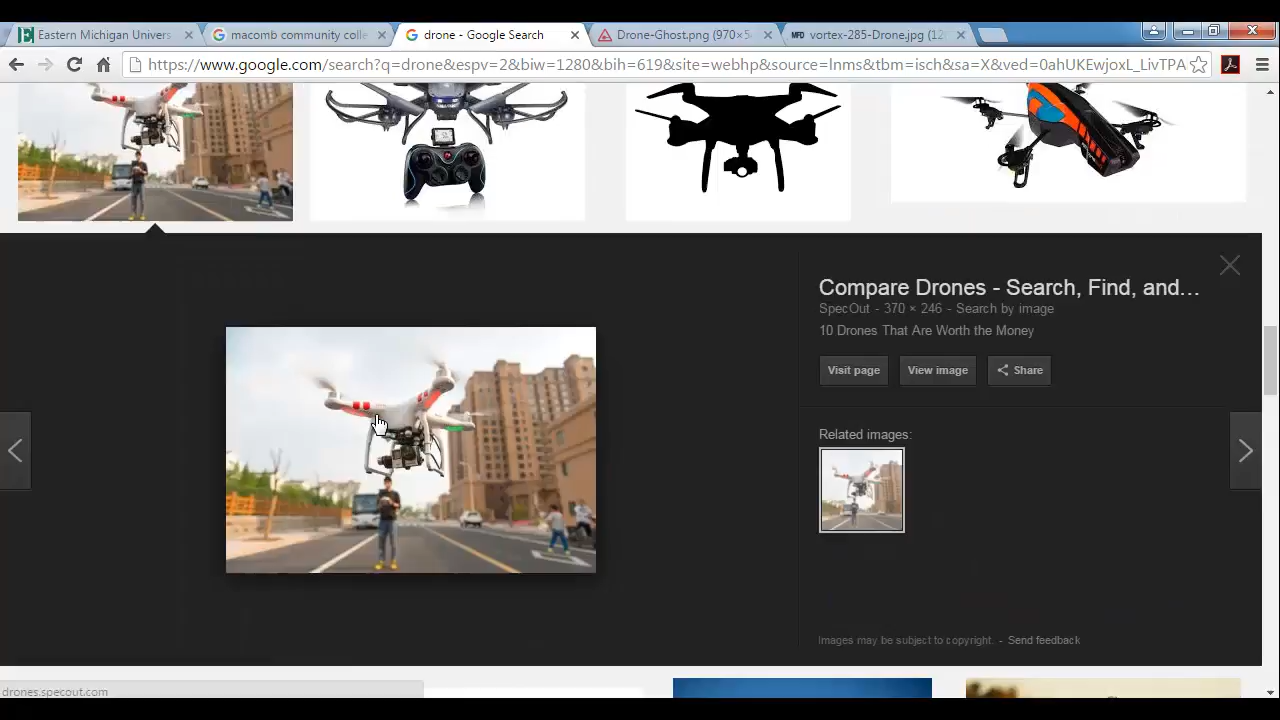 Eastern Michigan Univers
macomb community colle
drone - Google Search
Drone-Ghost.png (970×5
MFD vortex-285-Drone.jpg (12
https://www.google.com/search?q=drone&espv=2&biw=1280&bih=619&site=webhp&source=lnms&tbm=isch&sa=X&ved=0ahUKEwjoxL_LivTPA
Compare Drones - Search, Find, and…
SpecOut - 370 × 246 - Search by image
10 Drones That Are Worth the Money
Visit page
View image
Share
Related images:
Images may be subject to copyright. - Send feedback
drones.specout.com